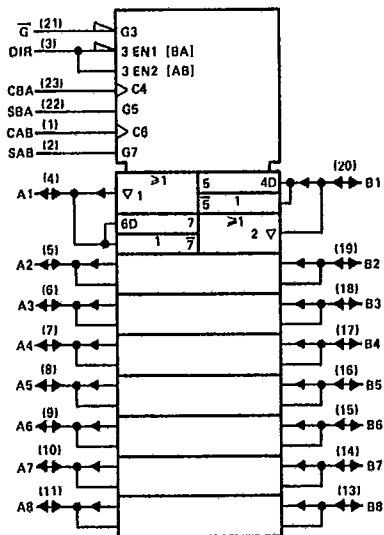 G̅ (21) G3
DIR (3) 3 EN1 [BA]
3 EN2 [AB]
CBA (23) C4
SBA (22) G5
CAB (1) C6
SAB (2) G7
A1 (4) ≥1 ▽ 1 5 4D (20) B1
5̅ 1
6D 7 ≥1
1 7̅ 2 ▽
A2 (5) (19) B2
A3 (6) (18) B3
A4 (7) (17) B4
A5 (8) (16) B5
A6 (9) (15) B6
A7 (10) (14) B7
A8 (11) (13) B8